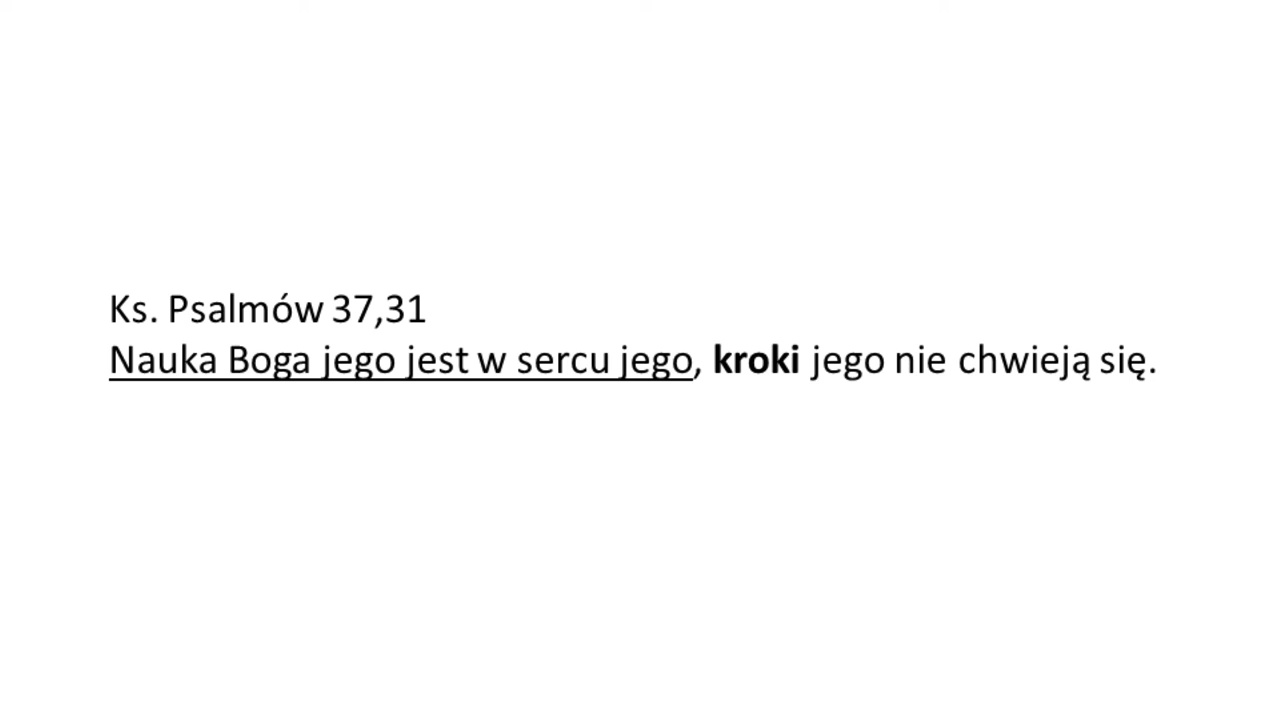 Ks. Psalmów 37,31
Nauka Boga jego jest w sercu jego, kroki jego nie chwieją się.